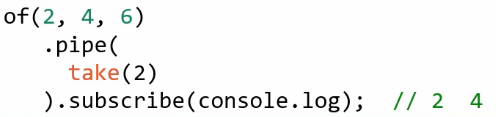 of(2, 4, 6)
.pipe(
take(2)
).subscribe(console.log); // 2 4